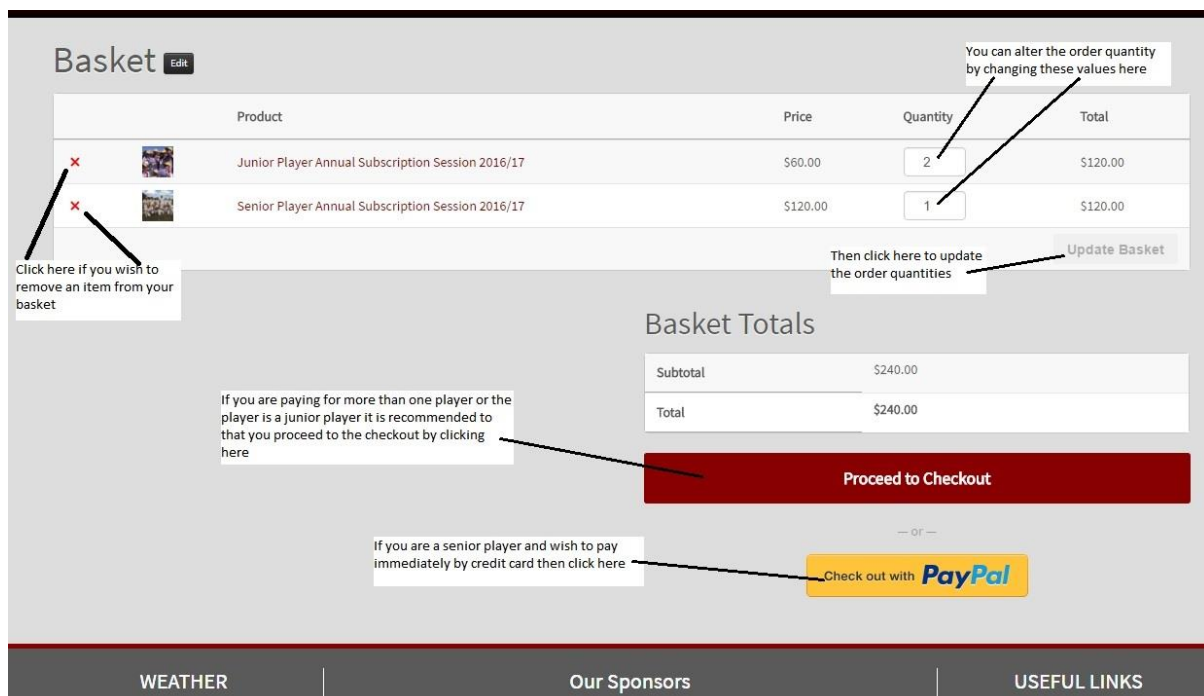 Basket Edit
You can alter the order quantity
by changing these values here
Product Price Quantity Total
× Junior Player Annual Subscription Session 2016/17 $60.00 2 $120.00
× Senior Player Annual Subscription Session 2016/17 $120.00 1 $120.00
Update Basket
Click here if you wish to
remove an item from your
basket
Then click here to update
the order quantities
Basket Totals
Subtotal $240.00
Total $240.00
If you are paying for more than one player or the
player is a junior player it is recommended to
that you proceed to the checkout by clicking
here
Proceed to Checkout
— or —
If you are a senior player and wish to pay
immediately by credit card then click here
Check out with PayPal
WEATHER Our Sponsors USEFUL LINKS